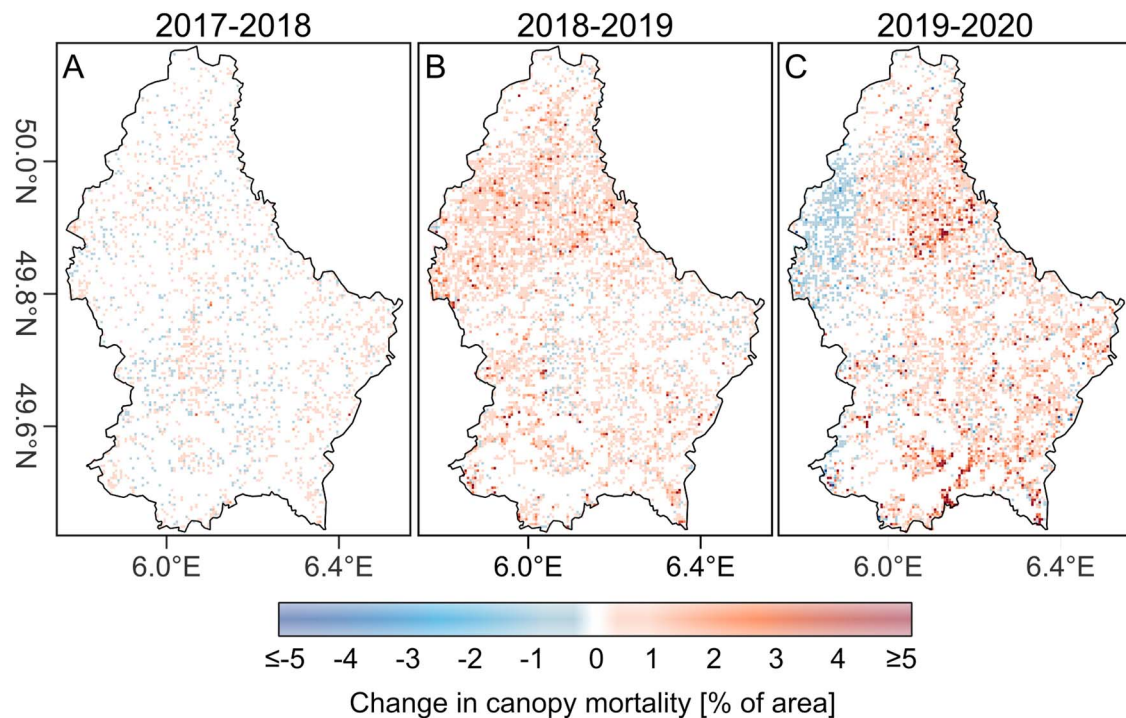 2017-2018 2018-2019 2019-2020
A B C
50.0°N
49.8°N
49.6°N
6.0°E 6.4°E 6.0°E 6.4°E 6.0°E 6.4°E
≤-5 -4 -3 -2 -1 0 1 2 3 4 ≥5
Change in canopy mortality [% of area]